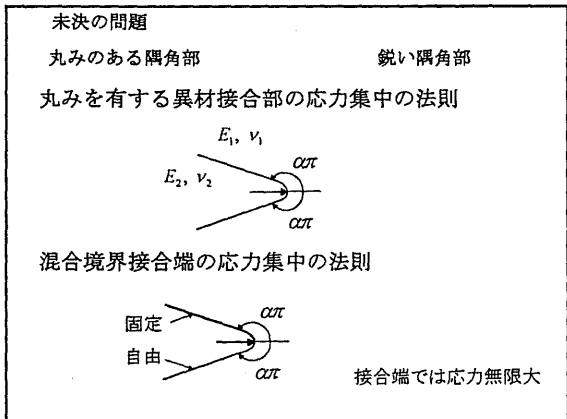 未決の問題
丸みのある隅角部 鋭い隅角部
丸みを有する異材接合部の応力集中の法則
E₁, ν₁
απ
E₂, ν₂
απ
混合境界接合端の応力集中の法則
απ
固定
自由
απ
接合端では応力無限大